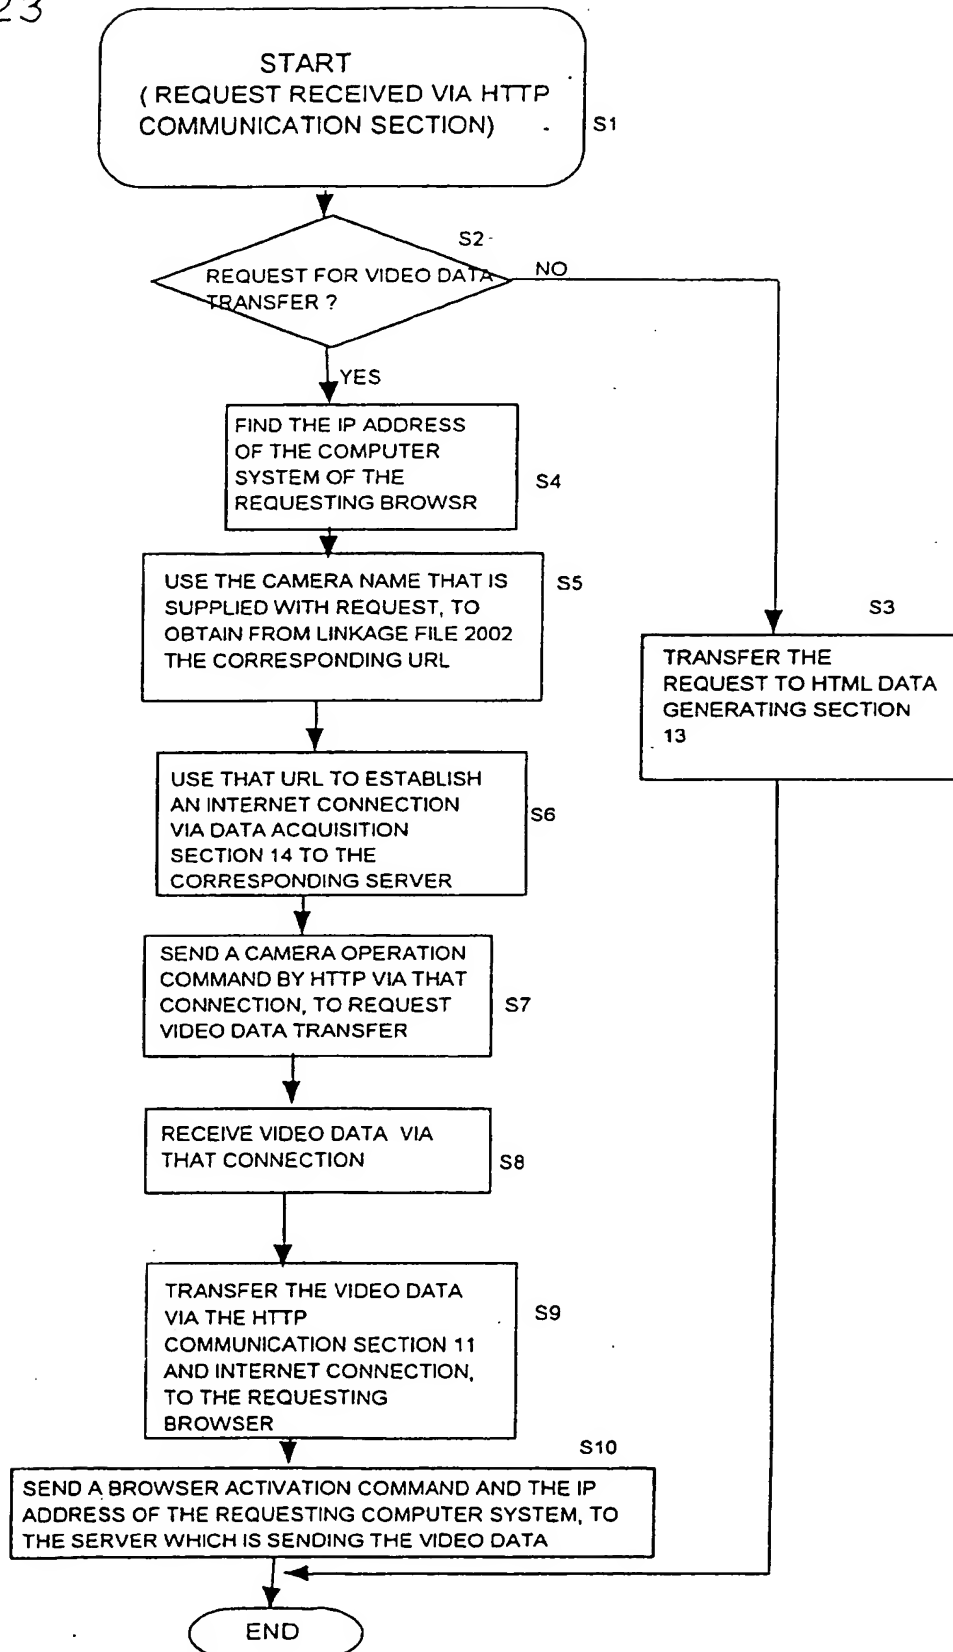 23
START
( REQUEST RECEIVED VIA HTTP
COMMUNICATION SECTION)
S1
S2
REQUEST FOR VIDEO DATA
TRANSFER ?
NO
YES
FIND THE IP ADDRESS
OF THE COMPUTER
SYSTEM OF THE
REQUESTING BROWSR
S4
USE THE CAMERA NAME THAT IS
SUPPLIED WITH REQUEST, TO
OBTAIN FROM LINKAGE FILE 2002
THE CORRESPONDING URL
S5
S3
TRANSFER THE
REQUEST TO HTML DATA
GENERATING SECTION
13
USE THAT URL TO ESTABLISH
AN INTERNET CONNECTION
VIA DATA ACQUISITION
SECTION 14 TO THE
CORRESPONDING SERVER
S6
SEND A CAMERA OPERATION
COMMAND BY HTTP VIA THAT
CONNECTION, TO REQUEST
VIDEO DATA TRANSFER
S7
RECEIVE VIDEO DATA VIA
THAT CONNECTION
S8
TRANSFER THE VIDEO DATA
VIA THE HTTP
COMMUNICATION SECTION 11
AND INTERNET CONNECTION,
TO THE REQUESTING
BROWSER
S9
S10
SEND A BROWSER ACTIVATION COMMAND AND THE IP
ADDRESS OF THE REQUESTING COMPUTER SYSTEM, TO
THE SERVER WHICH IS SENDING THE VIDEO DATA
END